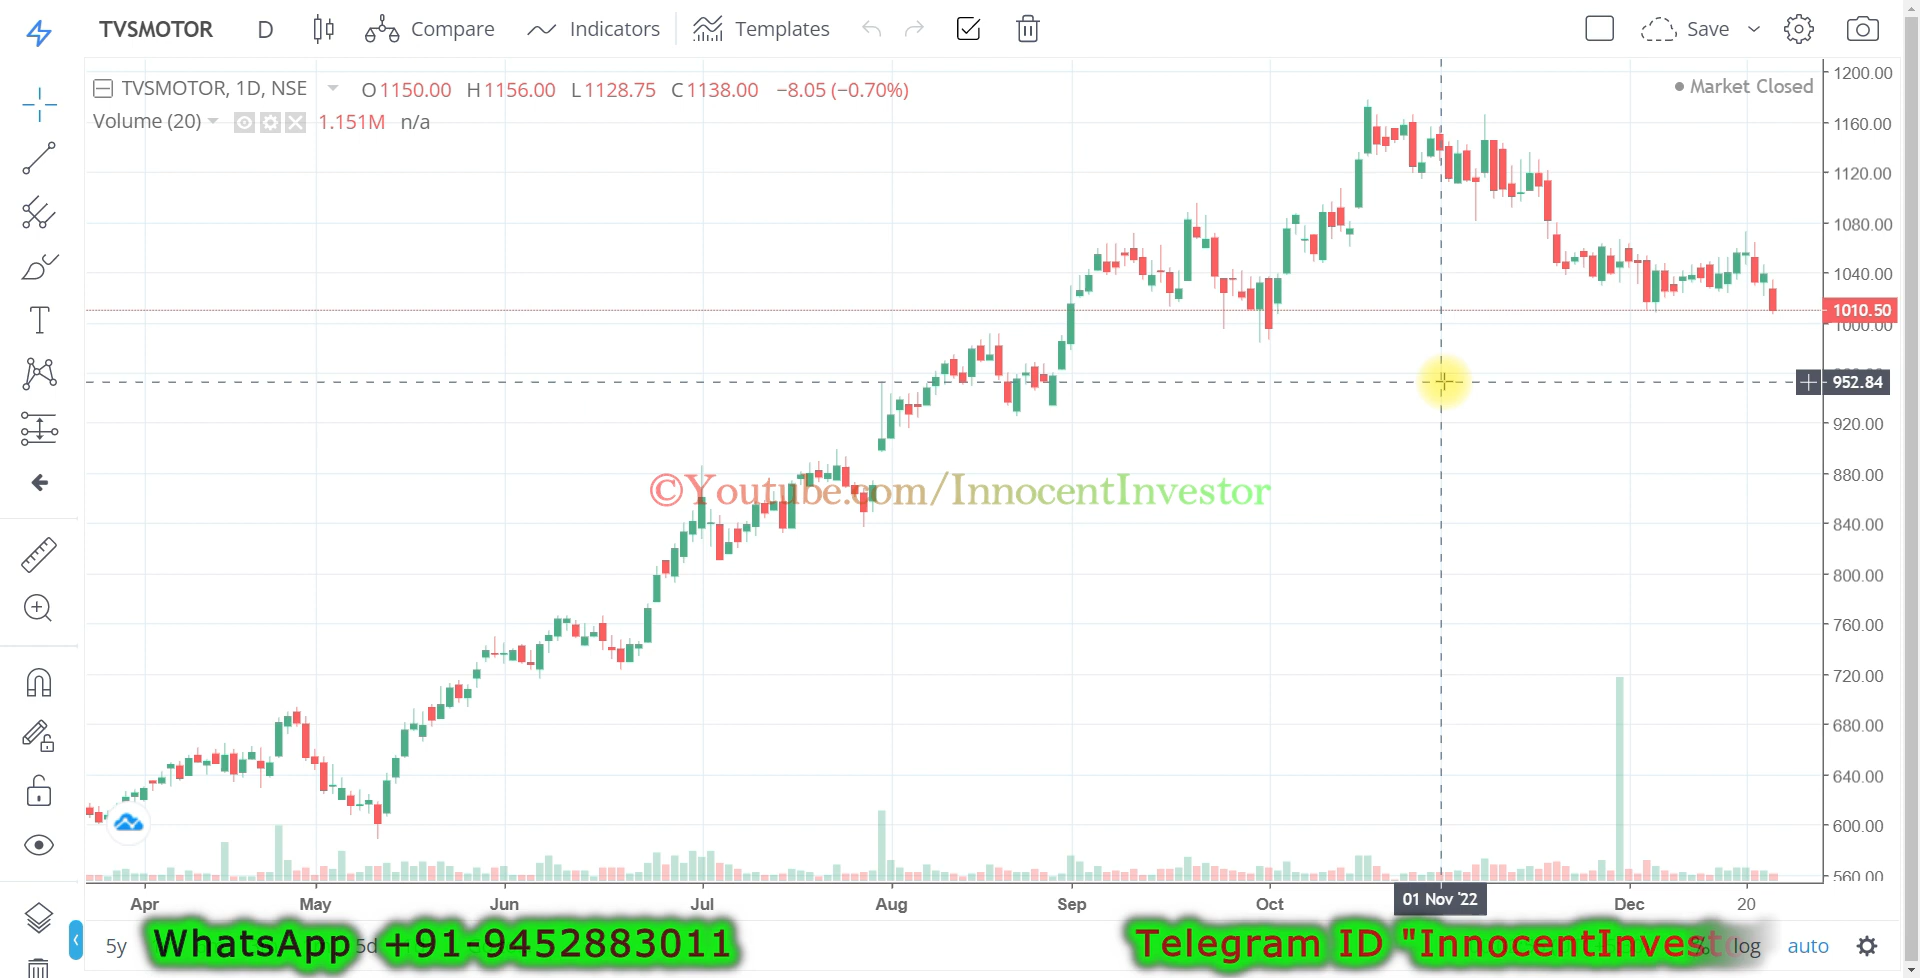 TVSMOTOR D Compare Indicators Templates Save
TVSMOTOR, 1D, NSE O1150.00 H1156.00 L1128.75 C1138.00 −8.05 (−0.70%)
Market Closed
Volume (20) 1.151M n/a
1200.00
1160.00
1120.00
1080.00
1040.00
1010.50
1000.00
952.84
920.00
880.00
©Youtube.com/InnocentInvestor
840.00
800.00
760.00
720.00
680.00
640.00
600.00
560.00
Apr May Jun Jul Aug Sep Oct 01 Nov '22 Dec 20
5y 5d % log auto
WhatsApp +91-9452883011
Telegram ID "InnocentInvest